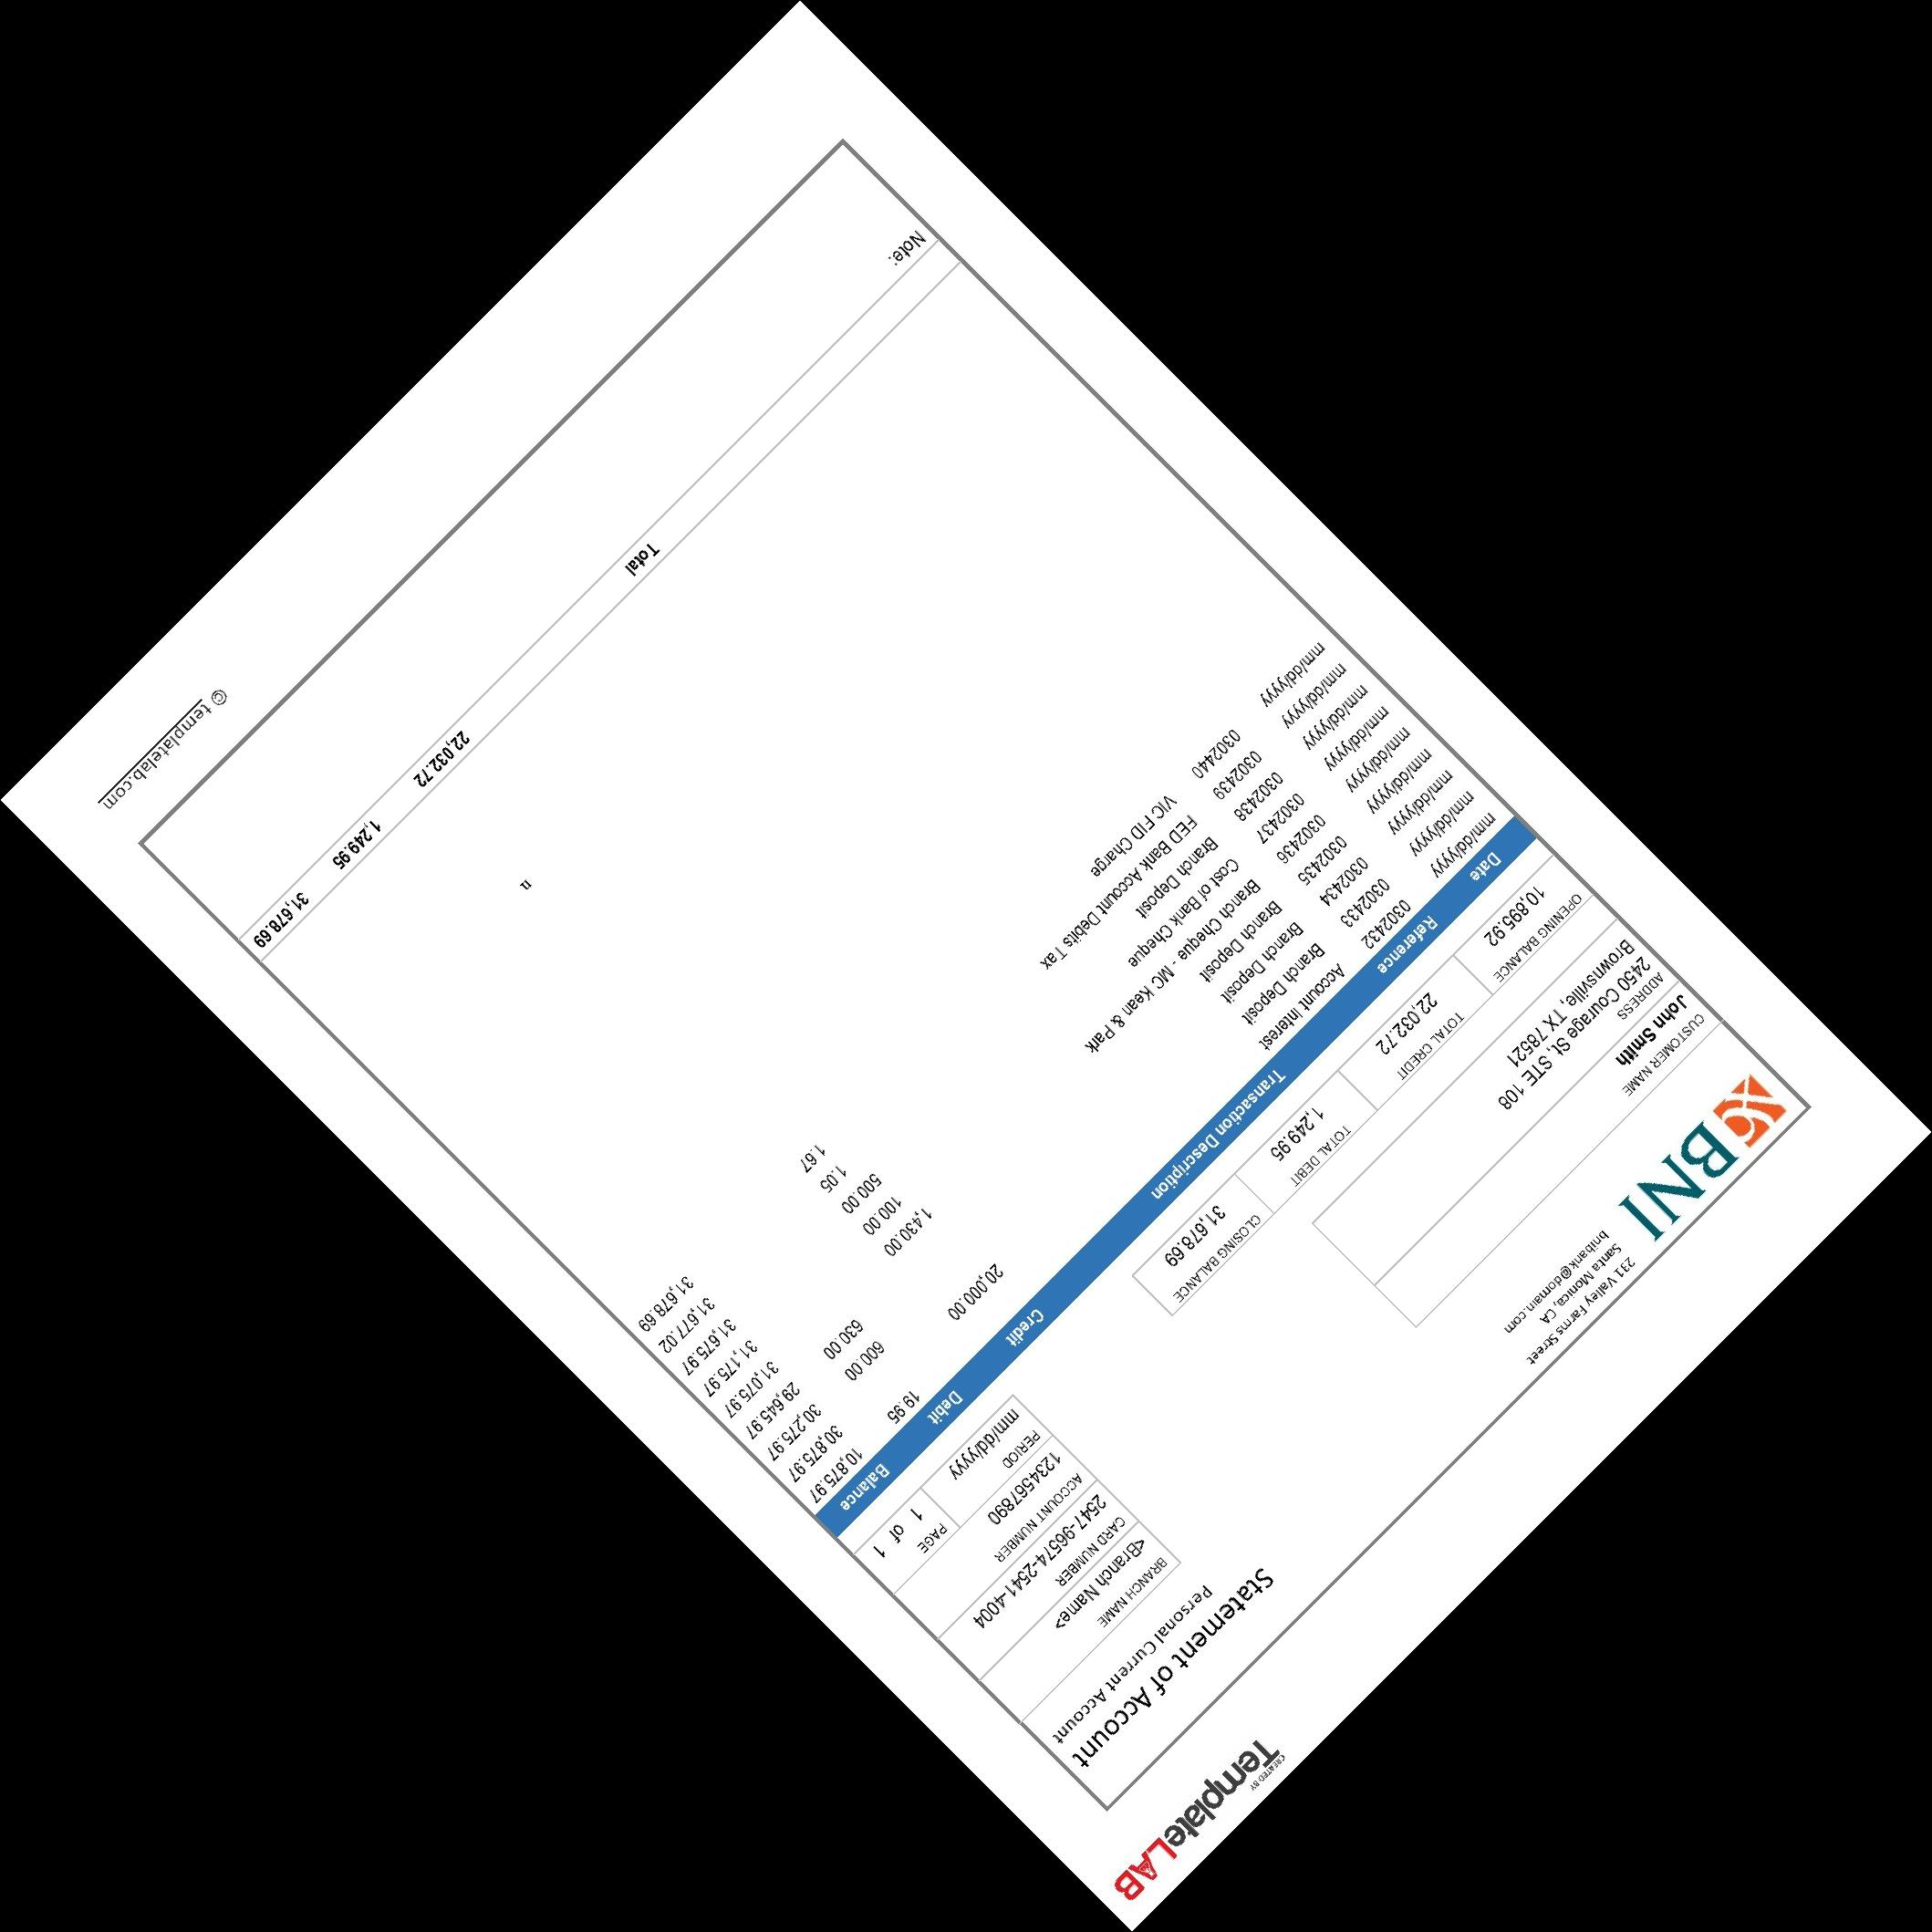 CREATED BY
TemplateLAB
BNI
Statement of Account
Personal Current Account
231 Valley Farms Street
Santa Monica, CA
bnibank@domain.com
CUSTOMER NAME
John Smith
BRANCH NAME
<Branch Name>
ADDRESS
2450 Courage St, STE 108
Brownsville, TX 78521
CARD NUMBER
2547-96574-2541-4004
ACCOUNT NUMBER
1234567890
OPENING BALANCE TOTAL CREDIT TOTAL DEBIT CLOSING BALANCE PERIOD PAGE
10,895.92 22,032.72 1,249.95 31,678.69 mm/dd/yyyy 1 of 1
Date Reference Transaction Description Credit Debit Balance
mm/dd/yyyy 0302432 Account Interest 19.95 10,875.97
mm/dd/yyyy 0302433 Branch Deposit 20,000.00 30,875.97
mm/dd/yyyy 0302434 Branch Deposit 600.00 30,275.97
mm/dd/yyyy 0302435 Branch Deposit 630.00 29,645.97
mm/dd/yyyy 0302436 Branch Cheque - MC Kean & Park 1,430.00 31,075.97
mm/dd/yyyy 0302437 Cost of Bank Cheque 100.00 31,175.97
mm/dd/yyyy 0302438 Branch Deposit 500.00 31,675.97
mm/dd/yyyy 0302439 FED Bank Account Debits Tax 1.05 31,677.02
mm/dd/yyyy 0302440 VIC FID Charge 1.67 31,678.69
Total 22,032.72 1,249.95 31,678.69
Note:
© templatelab.com